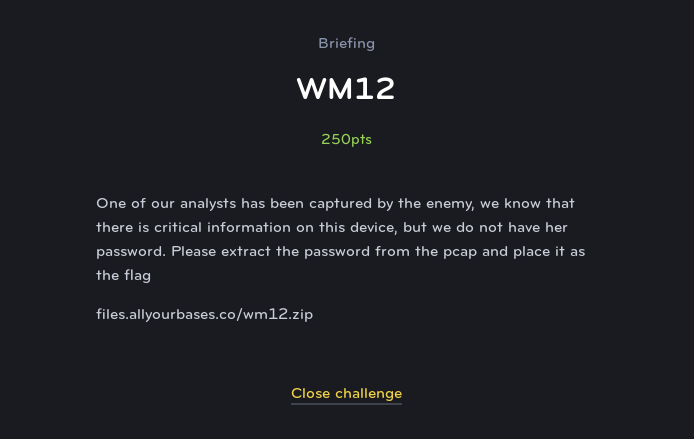 Briefing
WM12
250pts
One of our analysts has been captured by the enemy, we know that
there is critical information on this device, but we do not have her
password. Please extract the password from the pcap and place it as
the flag
files.allyourbases.co/wm12.zip
Close challenge